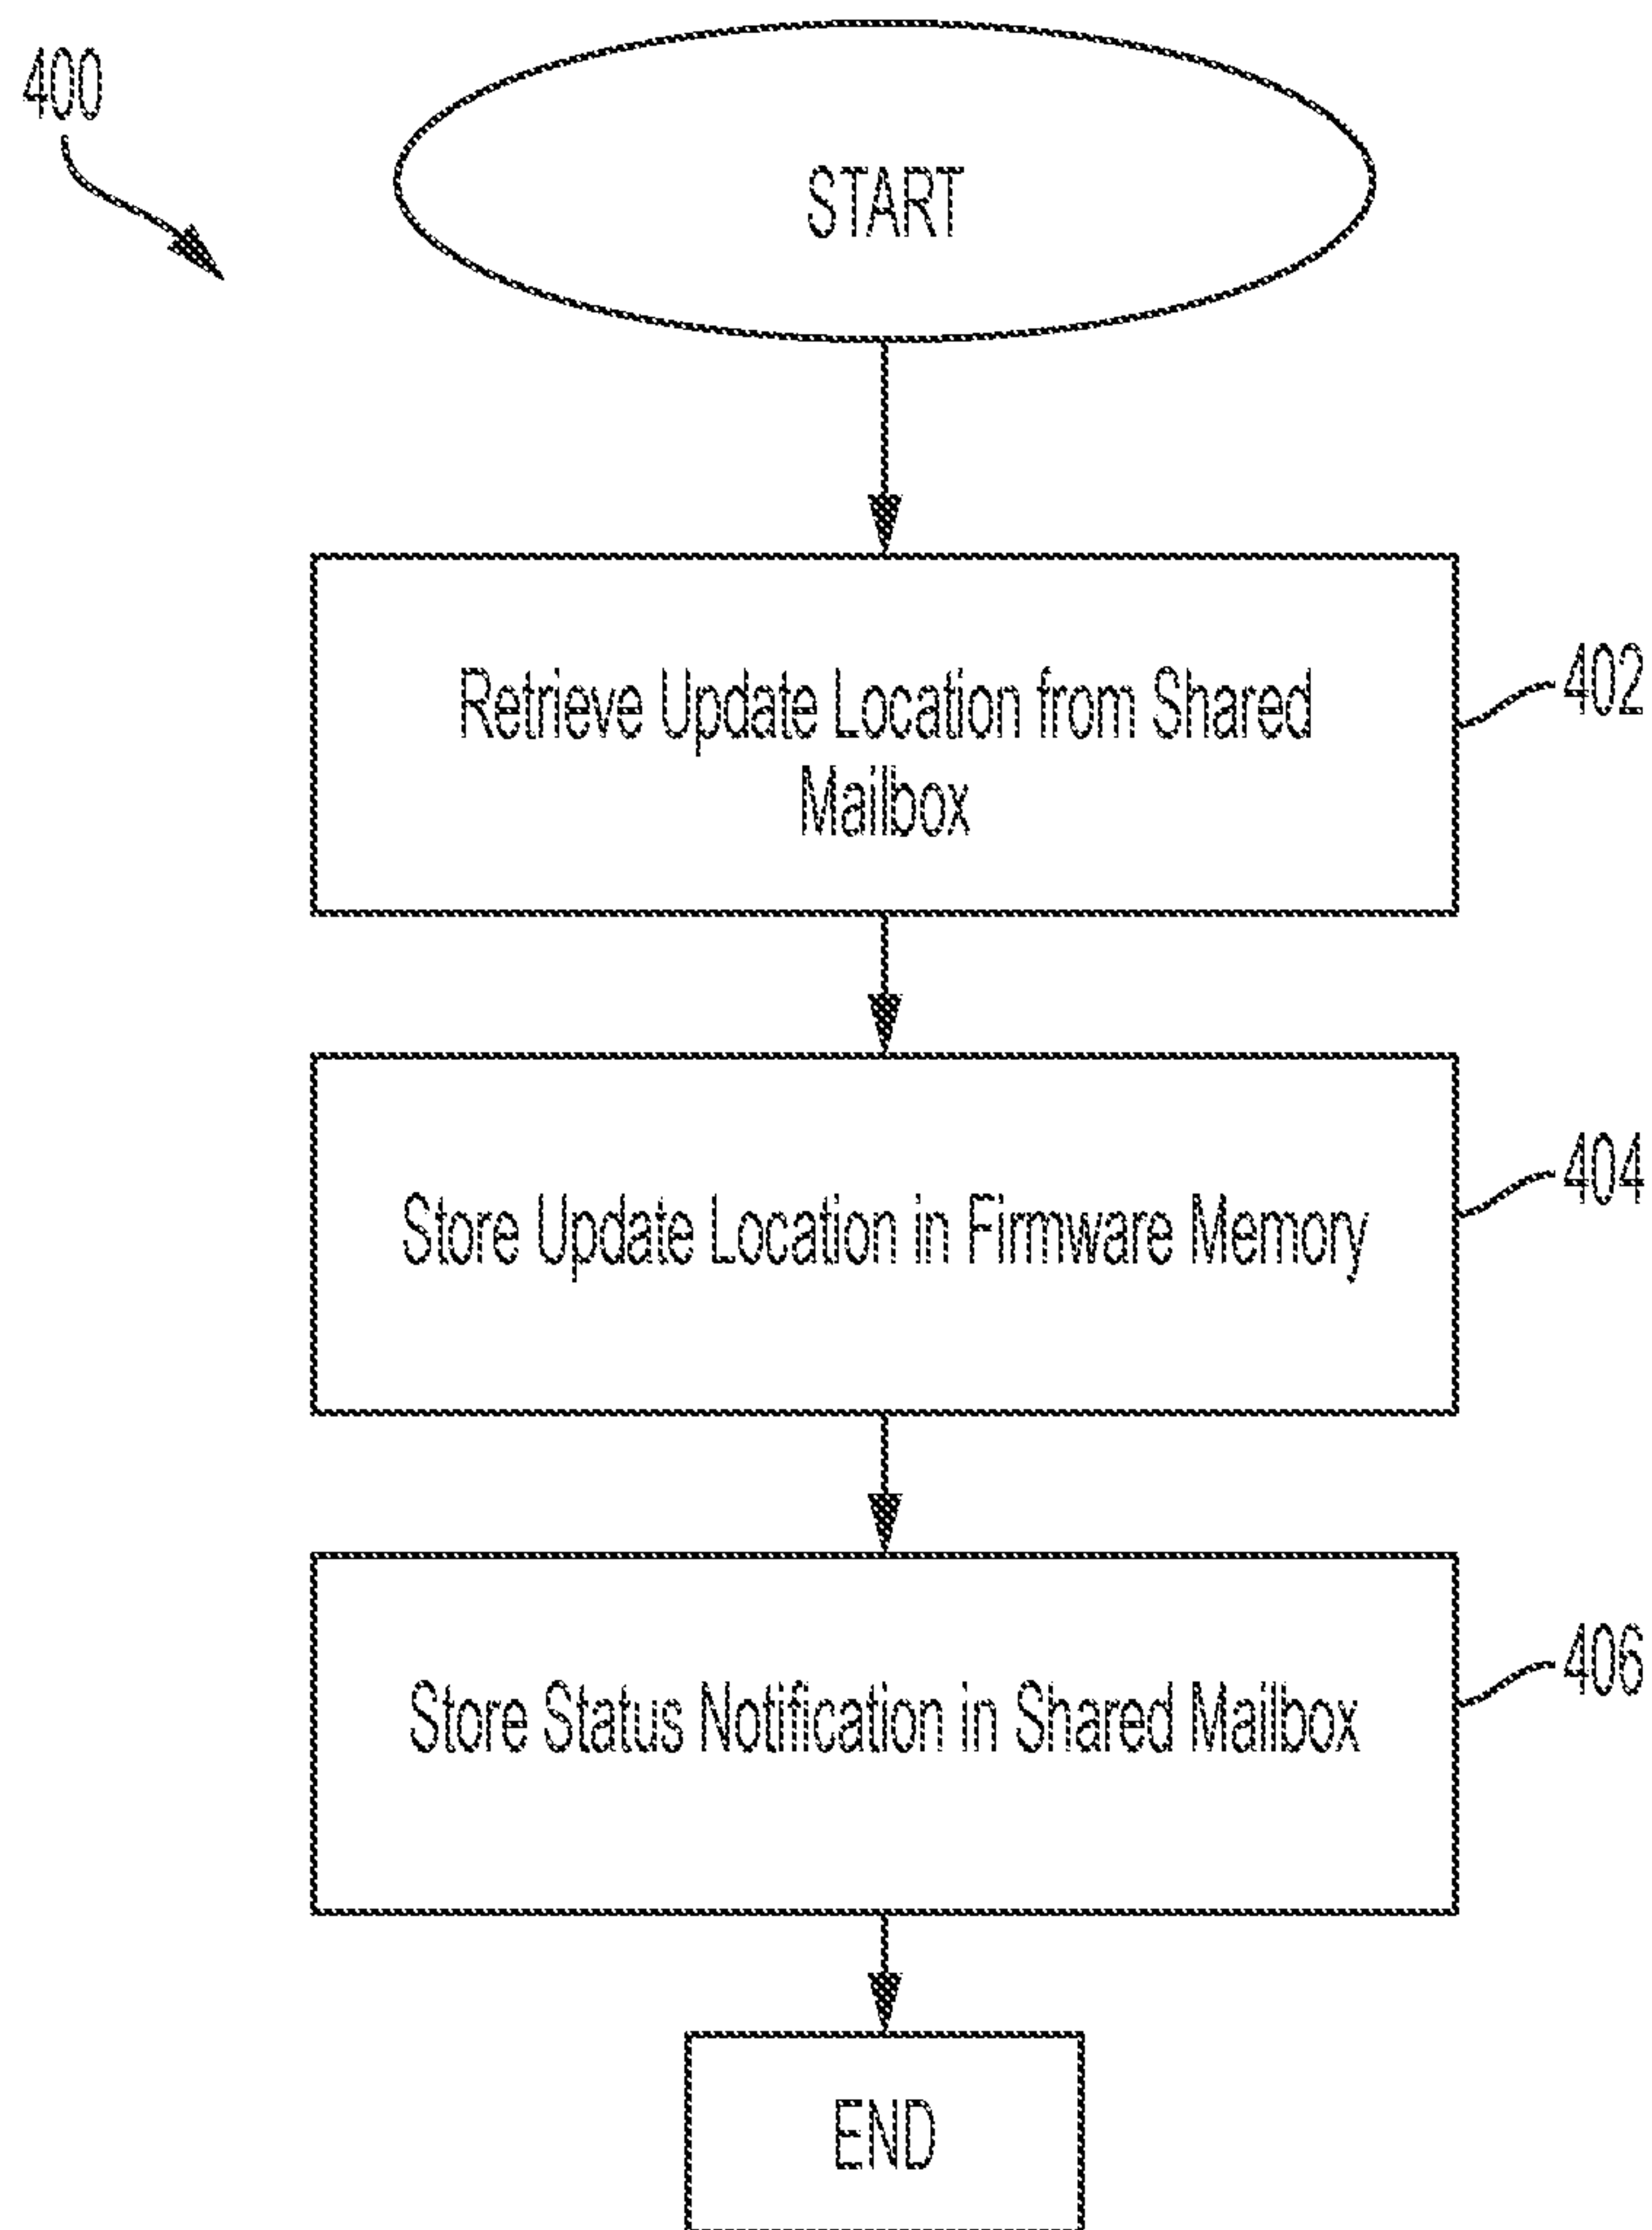 400
START
Retrieve Update Location from Shared
Mailbox
402
Store Update Location in Firmware Memory
404
Store Status Notification in Shared Mailbox
406
END